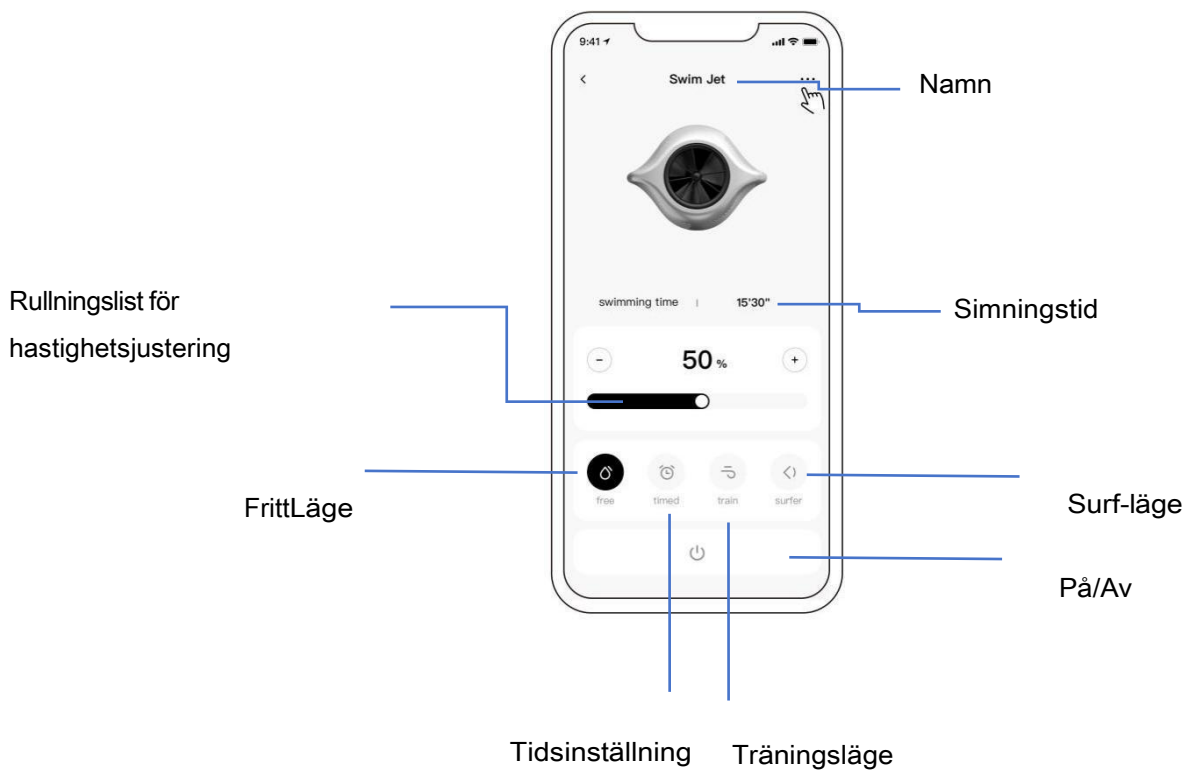 9:41
Swim Jet
Namn
Rullningslist för
hastighetsjustering
swimming time | 15'30"
Simningstid
- 50 % +
free timed train surfer
FrittLäge
Surf-läge
På/Av
Tidsinställning Träningsläge